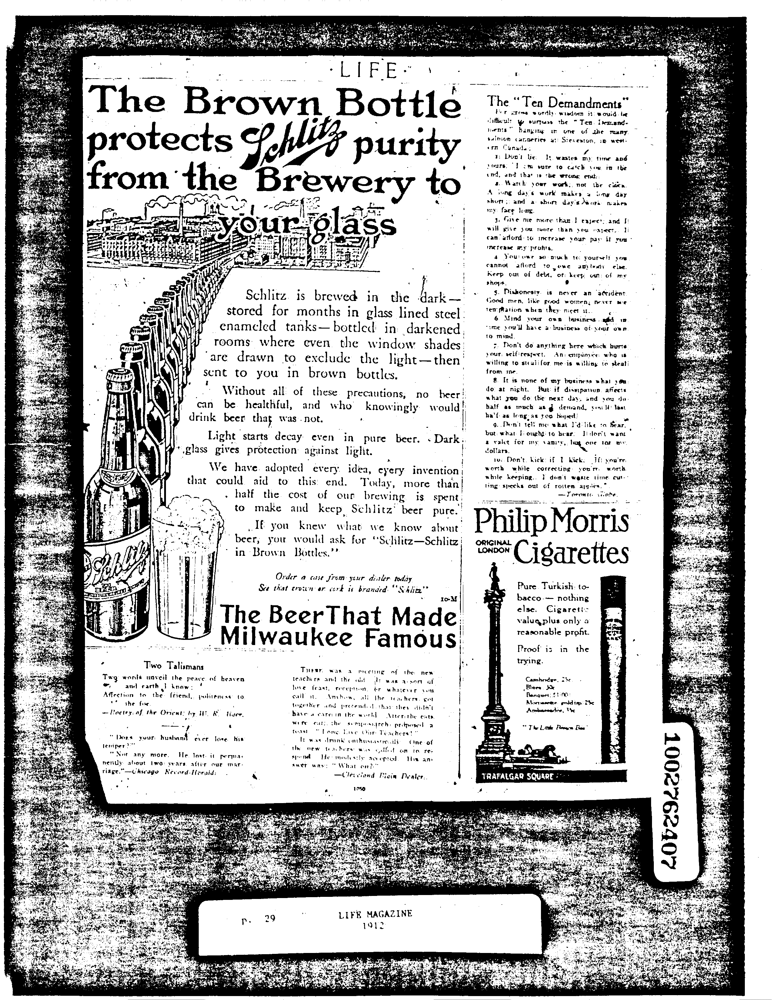 LIFE
The Brown Bottle
protects Schlitz purity
from the Brewery to
your glass
Schlitz is brewed in the dark—
stored for months in glass lined steel
enameled tanks—bottled in darkened
rooms where even the window shades
are drawn to exclude the light—then
sent to you in brown bottles.
Without all of these precautions, no beer
can be healthful, and who knowingly would
drink beer that was not.
Light starts decay even in pure beer. Dark
glass gives protection against light.
We have adopted every idea, every invention
that could aid to this end. Today, more than
half the cost of our brewing is spent
to make and keep Schlitz beer pure.
If you knew what we know about
beer, you would ask for "Schlitz—Schlitz
in Brown Bottles."
Order a case from your dealer today
See that crown or cork is branded "Schlitz"
10-M
The Beer That Made
Milwaukee Famous
Schlitz
Two Talismans
Two words unveil the peace of heaven
and earth I know:
Affection to the friend, politeness to
the foe.
—Poetry of the Orient, by W. R.
"Does your husband ever lose his
temper?"
"Not any more. He lost it perma-
nently about two years after our mar-
riage."—Chicago Record-Herald.
There was a meeting of the new
teachers and the old. It was a sort of
love feast, reception or whatever you
call it. Anyhow, all the teachers got
together and pretended that they didn't
have a care in the world. After the eats
were eat, the symposiarch proposed a
toast: "Long Live Our Teachers!"
It was drunk enthusiastically. One of
the new teachers was called on to re-
spond. He modestly accepted. His an-
swer was: "What on?"
—Cleveland Plain Dealer.
The "Ten Demandments"
For gross worldly wisdom it would be
difficult to surpass the "Ten Demand-
ments" hanging in one of the many
salmon canneries at Steveston, in west-
ern Canada:
1. Don't lie. It wastes my time and
yours. I am sure to catch you in the
end, and that is the wrong end.
2. Watch your work, not the clock.
A long day's work makes a long day
short; and a short day's work makes
my face long.
3. Give me more than I expect, and I
will give you more than you expect. I
can afford to increase your pay if you
increase my profits.
4. You owe so much to yourself you
cannot afford to owe anybody else.
Keep out of debt, or keep out of my
shops.
5. Dishonesty is never an accident.
Good men, like good women, never see
temptation when they meet it.
6. Mind your own business and in
time you'll have a business of your own
to mind.
7. Don't do anything here which hurts
your self-respect. An employee who is
willing to steal for me is willing to steal
from me.
8. It is none of my business what you
do at night. But if dissipation affects
what you do the next day, and you do
half as much as I demand, you'll last
half as long as you hoped.
9. Don't tell me what I'd like to hear,
but what I ought to hear. I don't want
a valet for my vanity, but one for my
dollars.
10. Don't kick if I kick. If you're
worth while correcting you're worth
while keeping. I don't waste time cut-
ting specks out of rotten apples."
—Toronto Globe.
Philip Morris
ORIGINAL
LONDON
Cigarettes
Pure Turkish to-
bacco — nothing
else. Cigarette
value plus only a
reasonable profit.
Proof is in the
trying.
Cambridge, 25c
Blues 30c
"The Little Brown Box"
TRAFALGAR SQUARE
1002762407
p. 29 LIFE MAGAZINE
1912